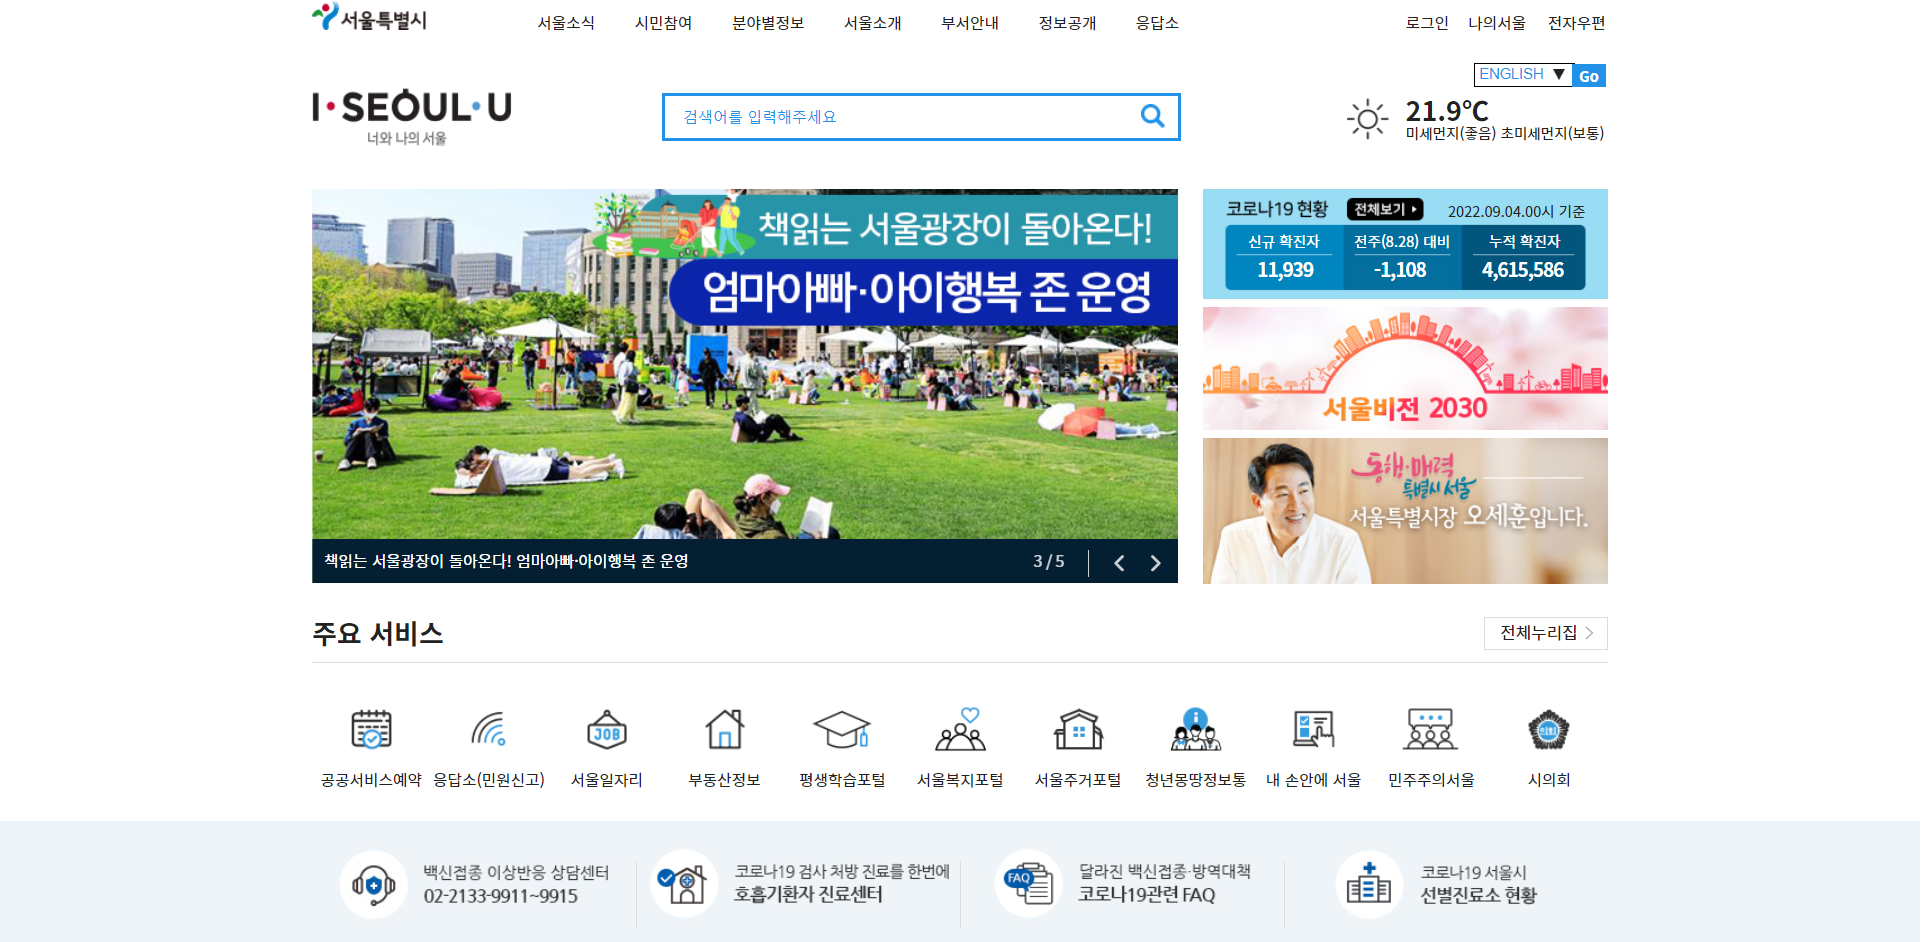 서울특별시
서울소식 시민참여 분야별정보 서울소개 부서안내 정보공개 응답소
로그인 나의서울 전자우편
ENGLISH ▼ Go
I·SEOUL·U
너와 나의 서울
검색어를 입력해주세요
21.9℃
미세먼지(좋음) 초미세먼지(보통)
책읽는 서울광장이 돌아온다!
엄마아빠·아이행복 존 운영
책읽는 서울광장이 돌아온다! 엄마아빠·아이행복 존 운영
3 / 5
코로나19 현황 전체보기 2022.09.04.00시 기준
신규 확진자 전주(8.28) 대비 누적 확진자
11,939 -1,108 4,615,586
서울비전 2030
동행·매력
특별시 서울
서울특별시장 오세훈입니다.
주요 서비스
전체누리집
JOB
의회
공공서비스예약 응답소(민원신고) 서울일자리 부동산정보 평생학습포털 서울복지포털 서울주거포털 청년몽땅정보통 내 손안에 서울 민주주의서울 시의회
백신접종 이상반응 상담센터
02-2133-9911~9915
코로나19 검사 처방 진료를 한번에
호흡기환자 진료센터
FAQ
달라진 백신접종·방역대책
코로나19관련 FAQ
코로나19 서울시
선별진료소 현황